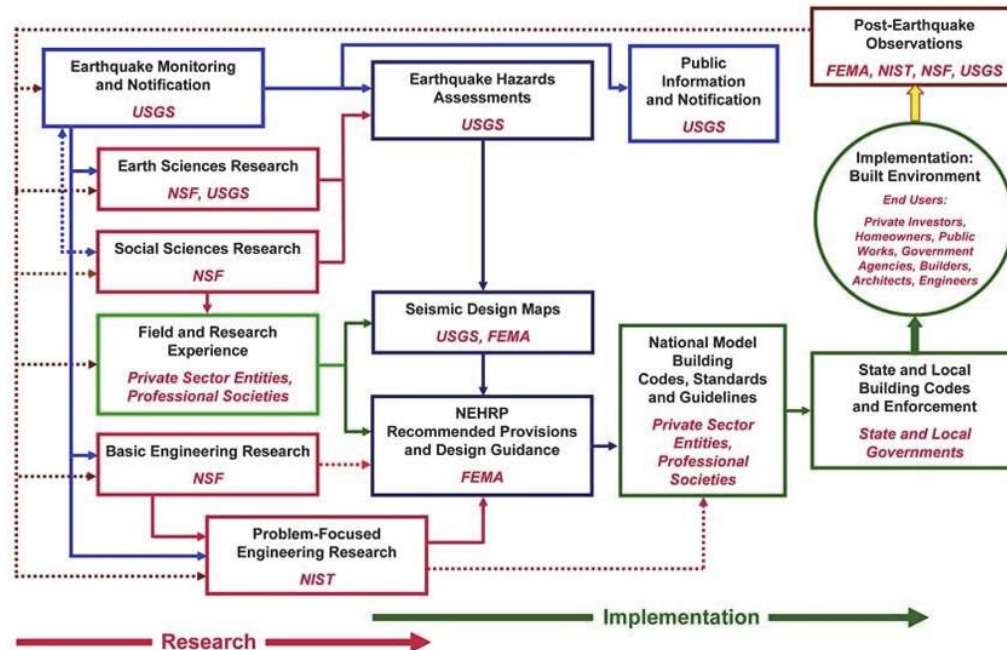 Post-Earthquake
Observations
FEMA, NIST, NSF, USGS
Earthquake Monitoring
and Notification
USGS
Earthquake Hazards
Assessments
USGS
Public
Information
and Notification
USGS
Earth Sciences Research
NSF, USGS
Implementation:
Built Environment
End Users:
Private Investors,
Homeowners, Public
Works, Government
Agencies, Builders,
Architects, Engineers
Social Sciences Research
NSF
Field and Research
Experience
Private Sector Entities,
Professional Societies
Seismic Design Maps
USGS, FEMA
National Model
Building
Codes, Standards
and Guidelines
Private Sector
Entities,
Professional
Societies
State and Local
Building Codes
and Enforcement
State and Local
Governments
NEHRP
Recommended Provisions
and Design Guidance
FEMA
Basic Engineering Research
NSF
Problem-Focused
Engineering Research
NIST
Implementation
Research